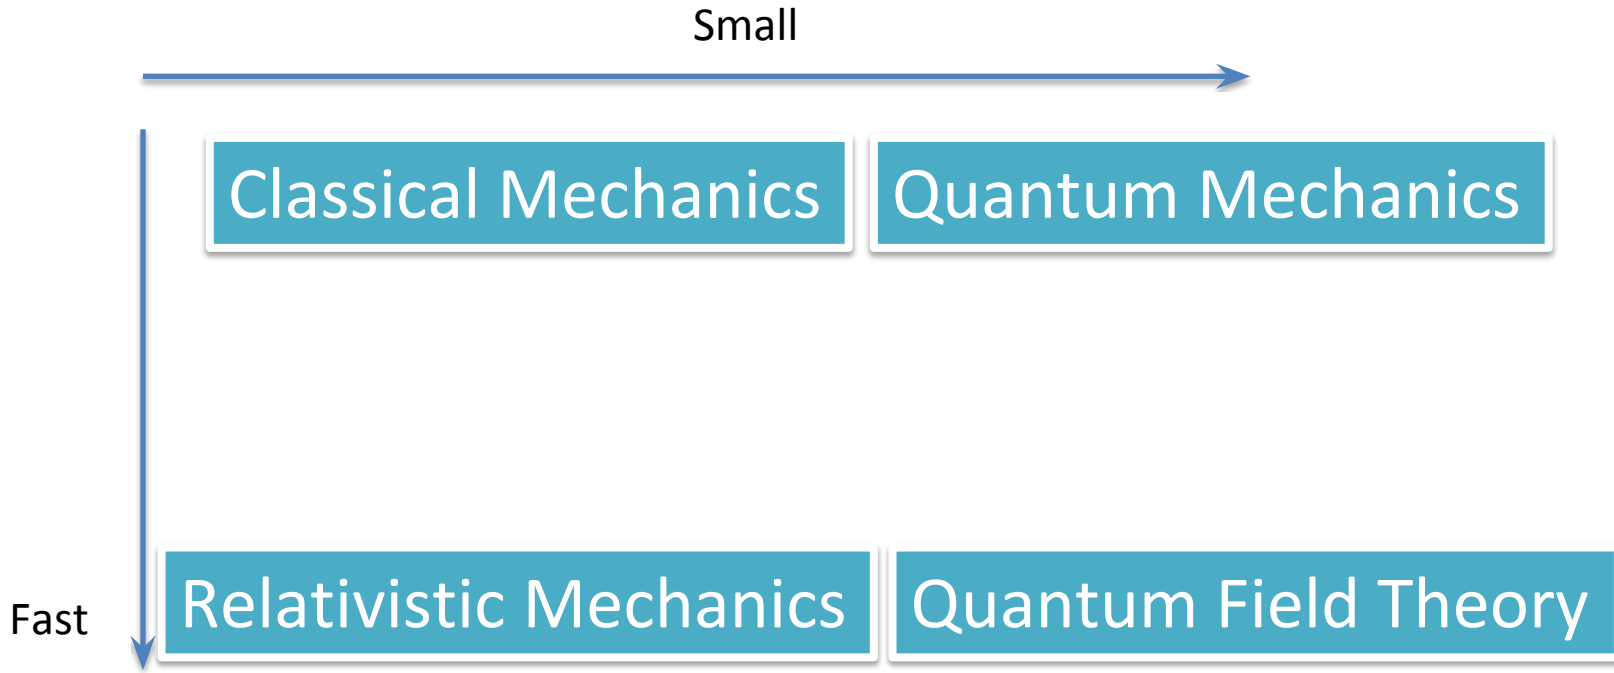 Small
Classical Mechanics
Quantum Mechanics
Fast
Relativistic Mechanics
Quantum Field Theory